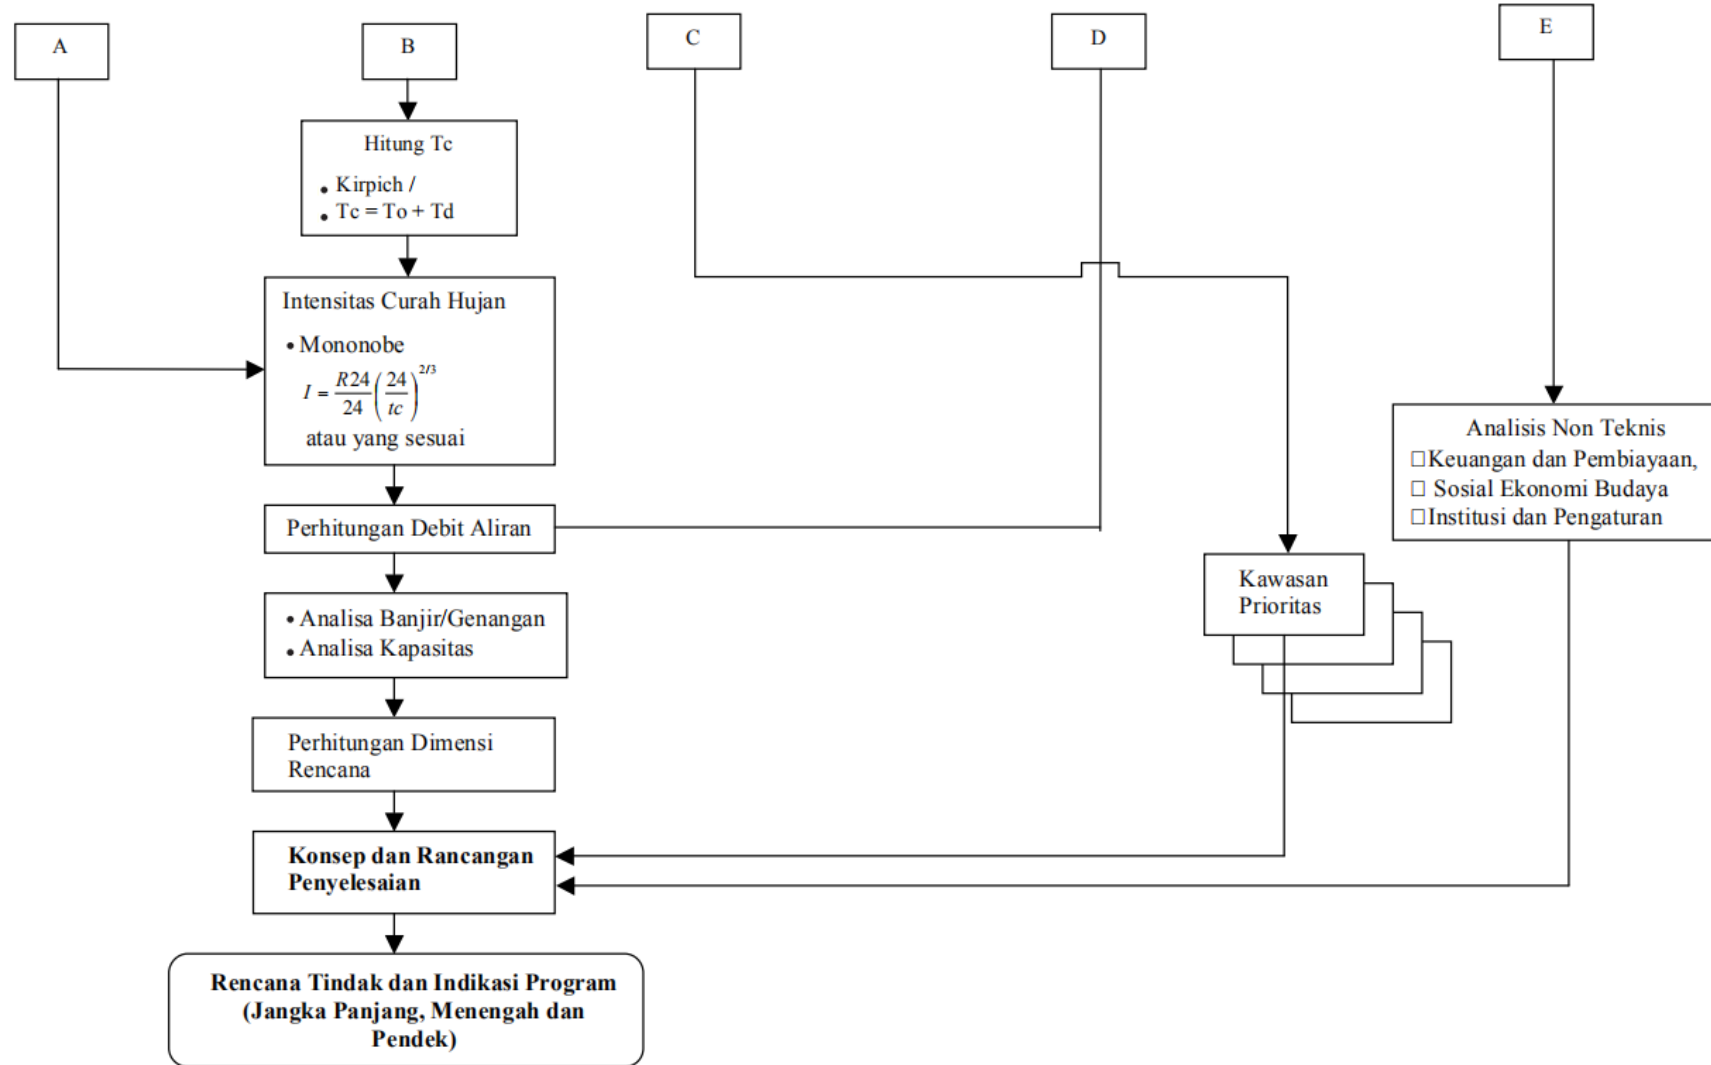 A
B
C
D
E
Hitung Tc
• Kirpich /
• Tc = To + Td
Intensitas Curah Hujan
• Mononobe
I = R24/24 (24/tc)^2/3
atau yang sesuai
Perhitungan Debit Aliran
• Analisa Banjir/Genangan
• Analisa Kapasitas
Perhitungan Dimensi
Rencana
Konsep dan Rancangan
Penyelesaian
Rencana Tindak dan Indikasi Program
(Jangka Panjang, Menengah dan
Pendek)
Kawasan
Prioritas
Analisis Non Teknis
□Keuangan dan Pembiayaan,
□ Sosial Ekonomi Budaya
□Institusi dan Pengaturan